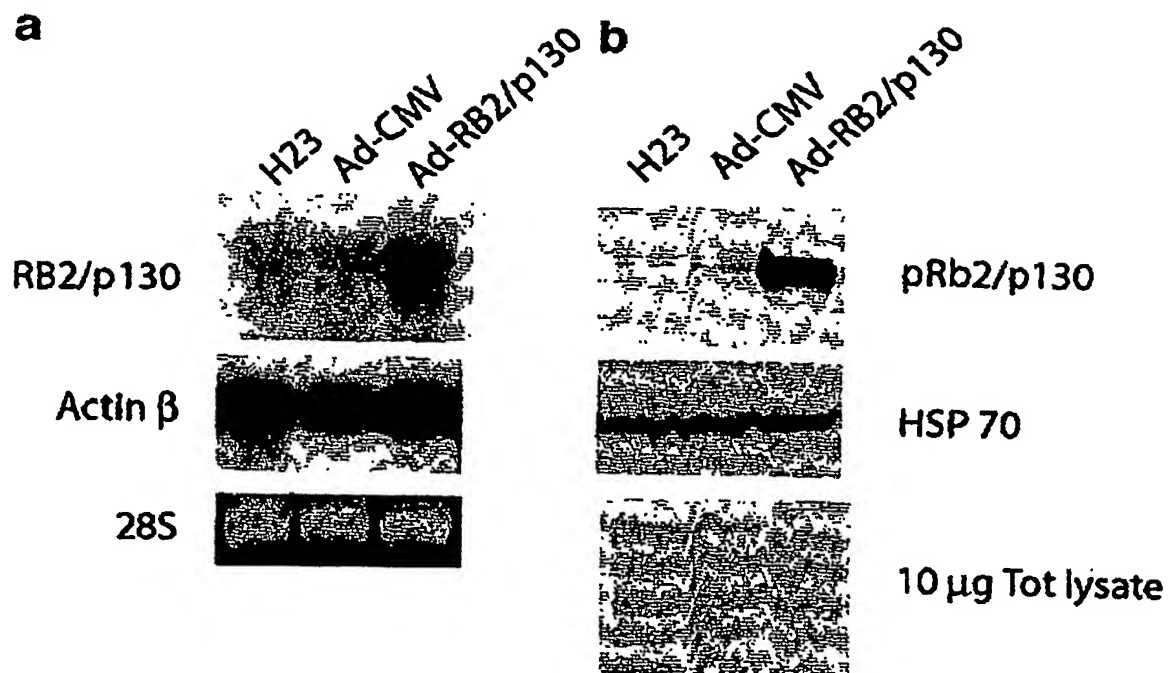 a
H23
Ad-CMV
Ad-RB2/p130
RB2/p130
Actin β
28S
b
H23
Ad-CMV
Ad-RB2/p130
pRb2/p130
HSP 70
10 μg Tot lysate